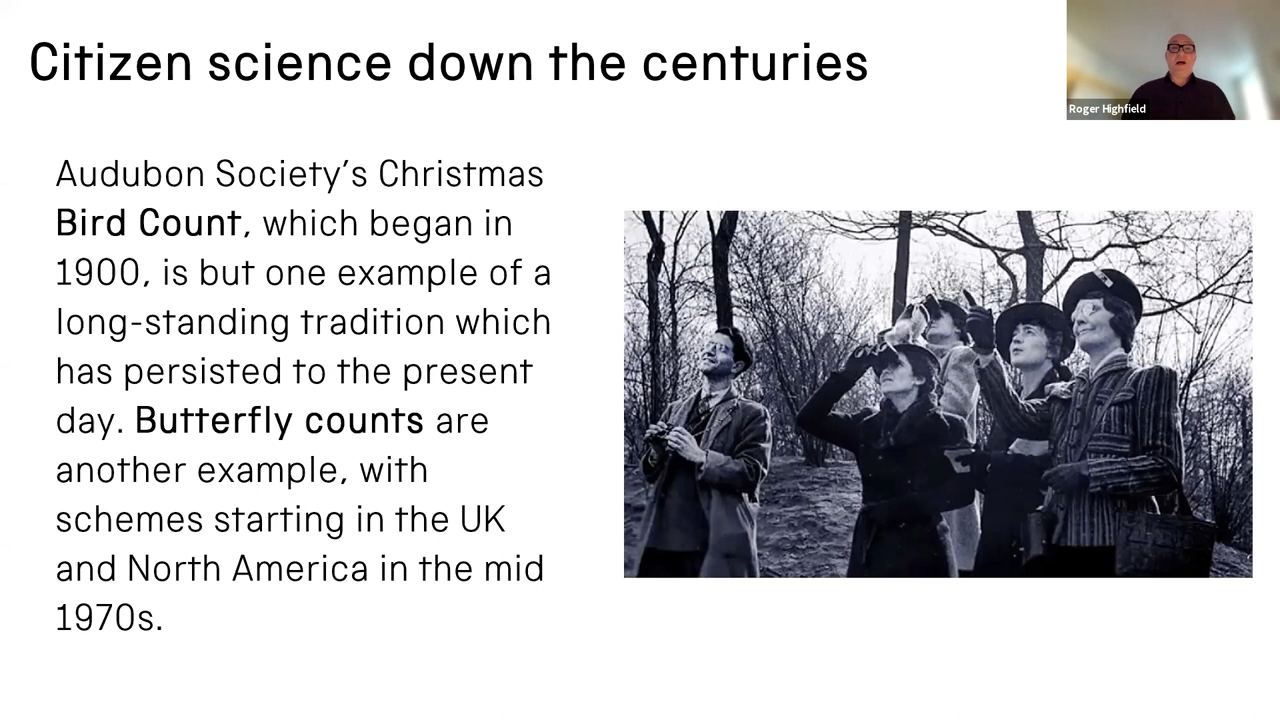 Citizen science down the centuries
Roger Highfield
Audubon Society’s Christmas
Bird Count, which began in
1900, is but one example of a
long-standing tradition which
has persisted to the present
day. Butterfly counts are
another example, with
schemes starting in the UK
and North America in the mid
1970s.